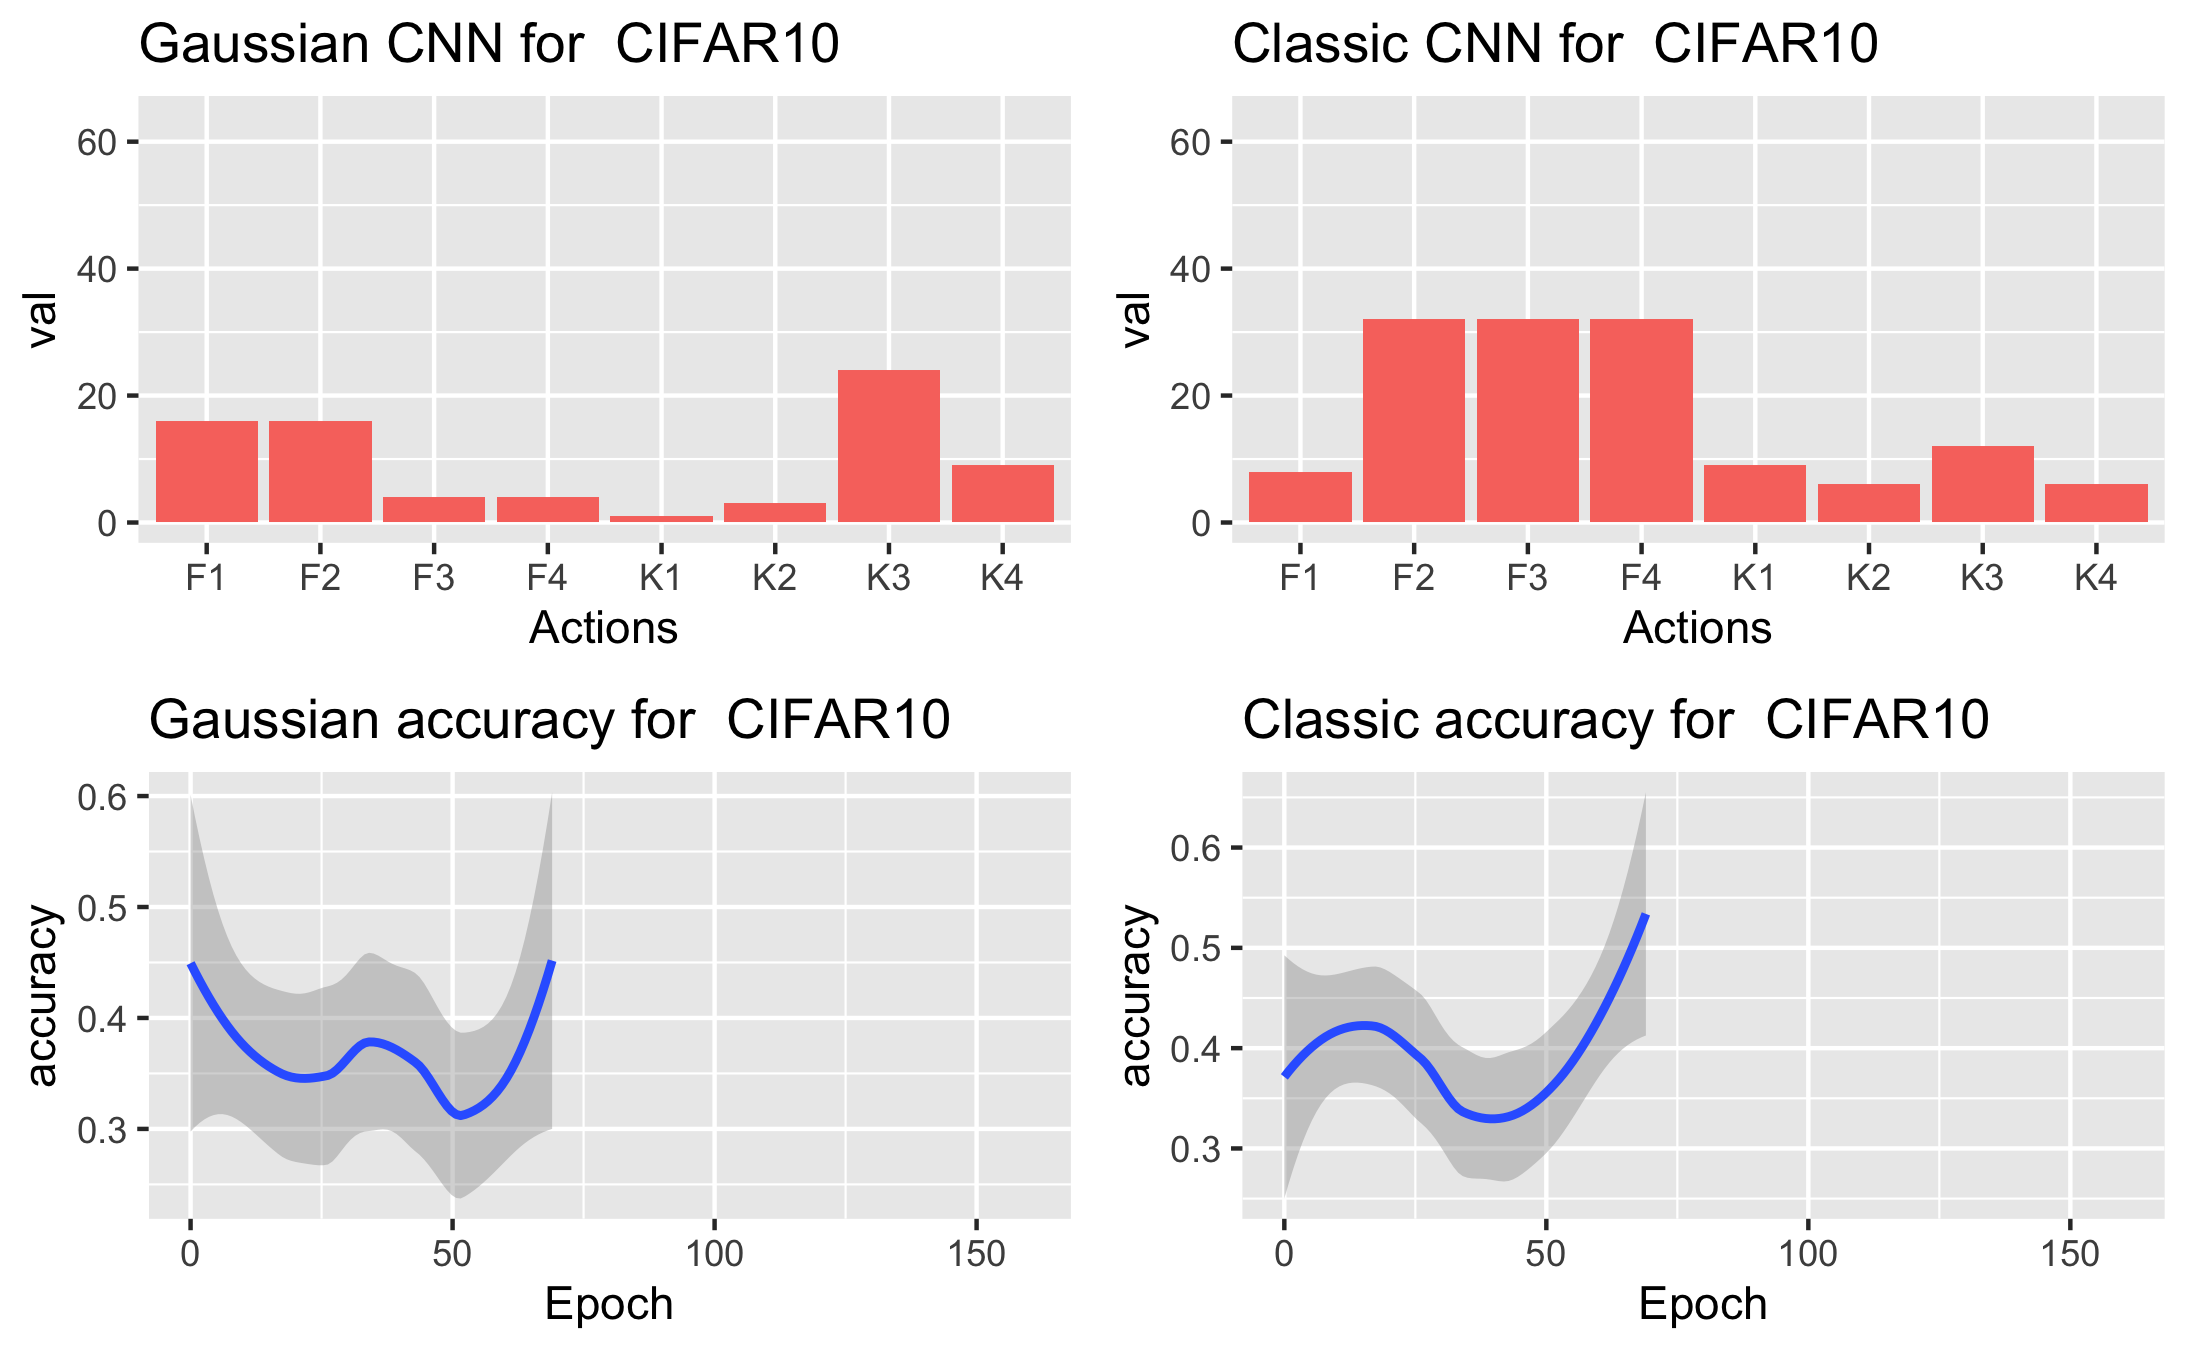 Gaussian CNN for  CIFAR10
60
40
20
0
val
F1 F2 F3 F4 K1 K2 K3 K4
Actions
Classic CNN for  CIFAR10
60
40
20
0
val
F1 F2 F3 F4 K1 K2 K3 K4
Actions
Gaussian accuracy for  CIFAR10
0.6
0.5
0.4
0.3
accuracy
0 50 100 150
Epoch
Classic accuracy for  CIFAR10
0.6
0.5
0.4
0.3
accuracy
0 50 100 150
Epoch